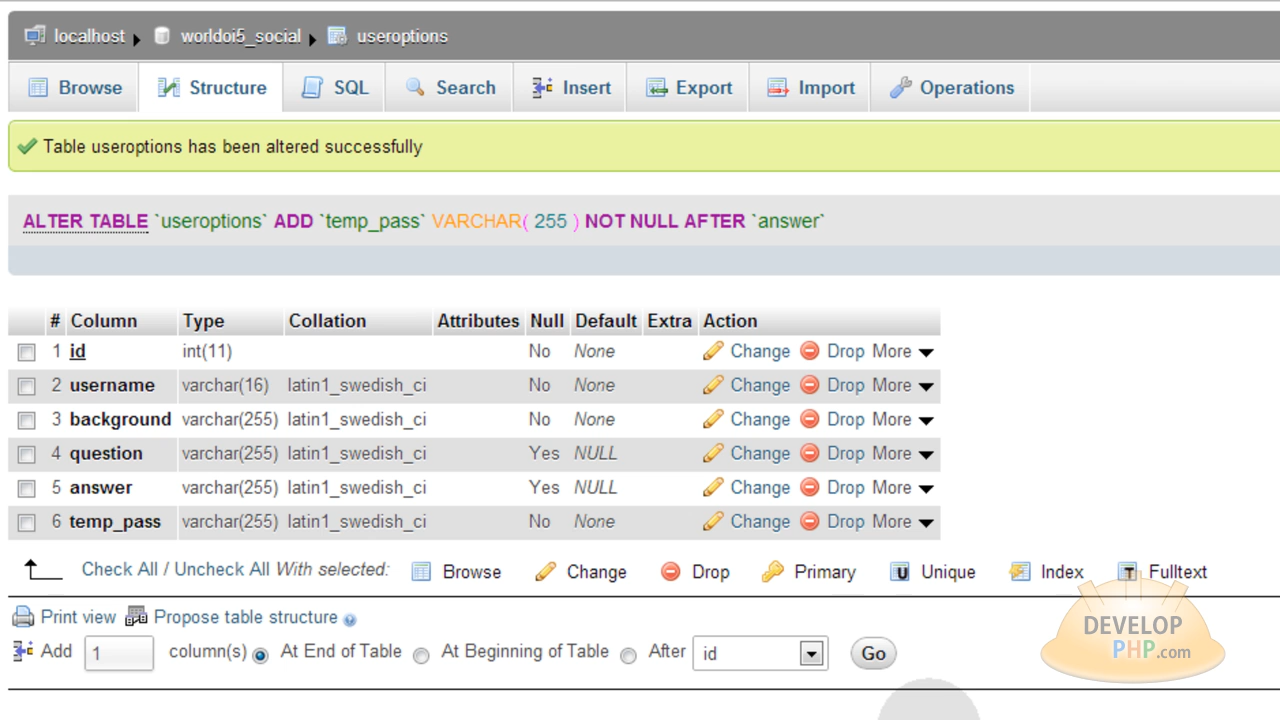 localhost worldoi5_social useroptions
Browse Structure SQL Search Insert Export Import Operations
Table useroptions has been altered successfully
ALTER TABLE `useroptions` ADD `temp_pass` VARCHAR( 255 ) NOT NULL AFTER `answer`
# Column Type Collation Attributes Null Default Extra Action
1 id int(11) No None Change Drop More
2 username varchar(16) latin1_swedish_ci No None Change Drop More
3 background varchar(255) latin1_swedish_ci No None Change Drop More
4 question varchar(255) latin1_swedish_ci Yes NULL Change Drop More
5 answer varchar(255) latin1_swedish_ci Yes NULL Change Drop More
6 temp_pass varchar(255) latin1_swedish_ci No None Change Drop More
Check All / Uncheck All With selected: Browse Change Drop Primary U Unique Index T Fulltext
Print view Propose table structure
Add 1 column(s) At End of Table At Beginning of Table After id Go
DEVELOP
PHP.com